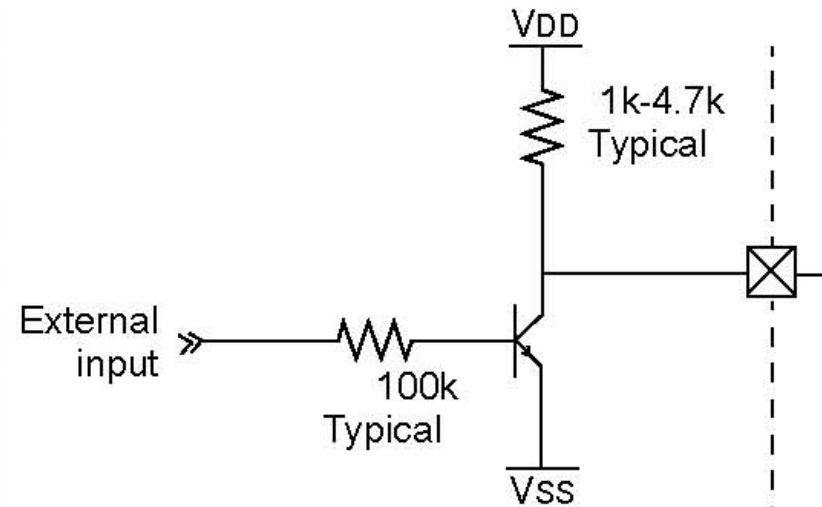 VDD
1k-4.7k
Typical
External
input
100k
Typical
VSS